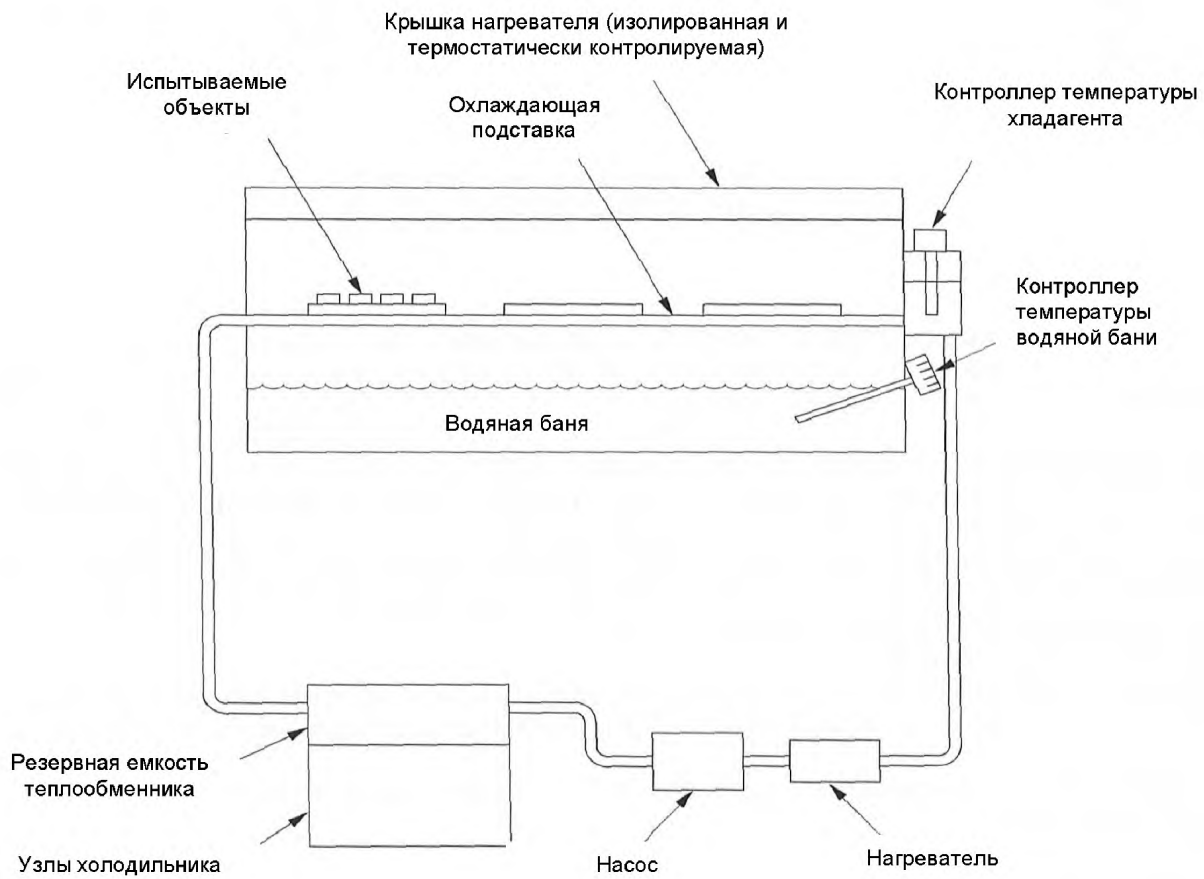 Крышка нагревателя (изолированная и
термостатически контролируемая)
Испытываемые
объекты
Охлаждающая
подставка
Контроллер температуры
хладагента
Контроллер
температуры
водяной бани
Водяная баня
Резервная емкость
теплообменника
Узлы холодильника
Насос
Нагреватель